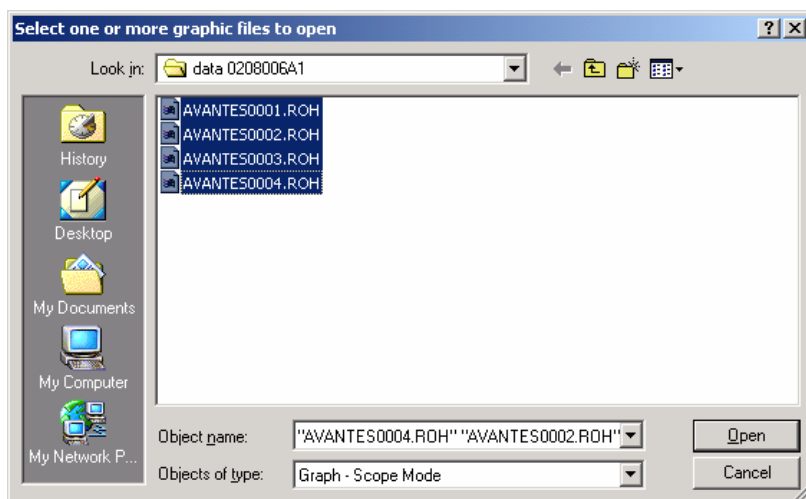 Select one or more graphic files to open
Look in: data 0208006A1
AVANTES0001.ROH
AVANTES0002.ROH
AVANTES0003.ROH
AVANTES0004.ROH
History
Desktop
My Documents
My Computer
My Network P...
Object name: "AVANTES0004.ROH" "AVANTES0002.ROH"
Open
Objects of type: Graph - Scope Mode
Cancel